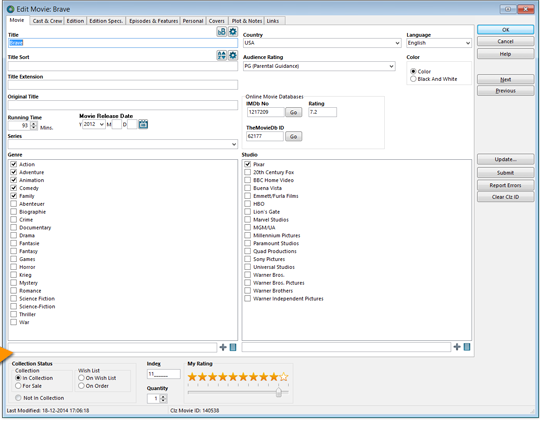 Edit Movie: Brave
Movie Cast & Crew Edition Edition Specs. Episodes & Features Personal Covers Plot & Notes Links
Title
Brave
Title Sort
Title Extension
Original Title
Running Time
93 Mins.
Movie Release Date
Y 2012 M D
Series
Country
USA
Language
English
Audience Rating
PG (Parental Guidance)
Color
Color
Black And White
Online Movie Databases
IMDb No
1217209 Go
Rating
7.2
TheMovieDb ID
62177 Go
OK
Cancel
Help
Next
Previous
Update...
Submit
Report Errors
Clear Clz ID
Genre
Action
Adventure
Animation
Comedy
Family
Abenteuer
Biographie
Crime
Documentary
Drama
Fantasie
Fantasy
Games
Horror
Krieg
Mystery
Romance
Science Fiction
Science-Fiction
Thriller
War
Studio
Pixar
20th Century Fox
BBC Home Video
Buena Vista
Emmett/Furla Films
HBO
Lion's Gate
Marvel Studios
MGM/UA
Millennium Pictures
Paramount Studios
Quad Productions
Sony Pictures
Universal Studios
Warner Bros.
Warner Bros. Pictures
Warner Brothers
Warner Independent Pictures
Collection Status
Collection
In Collection
For Sale
Not In Collection
Wish List
On Wish List
On Order
Index
11
Quantity
1
My Rating
Last Modified: 18-12-2014 17:06:18
Clz Movie ID: 140538